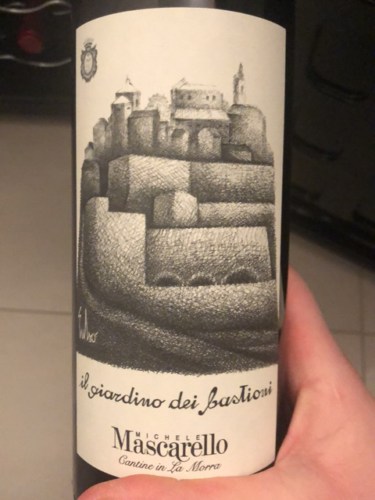 il giardino dei bastioni
MICHELE
Mascarello
Cantine in La Morra